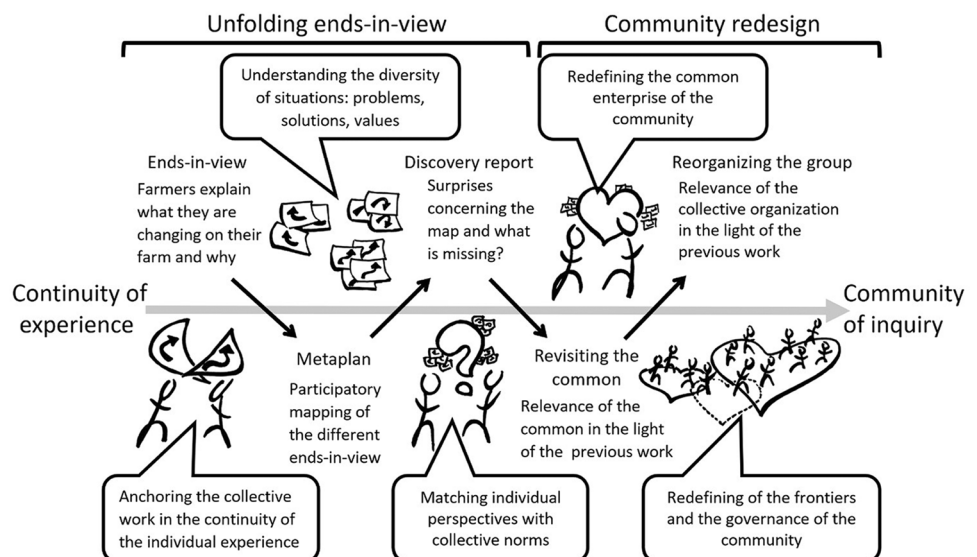 Unfolding ends-in-view
Community redesign
Understanding the diversity
of situations: problems,
solutions, values
Redefining the common
enterprise of the
community
Ends-in-view
Farmers explain
what they are
changing on their
farm and why
Discovery report
Surprises
concerning the
map and what
is missing?
Reorganizing the group
Relevance of the
collective organization
in the light of the
previous work
Continuity of
experience
Community
of inquiry
Metaplan
Participatory
mapping of
the different
ends-in-view
?
Revisiting the
common
Relevance of the
common in the light
of the previous work
Anchoring the collective
work in the continuity of
the individual experience
Matching individual
perspectives with
collective norms
Redefining of the frontiers
and the governance of the
community